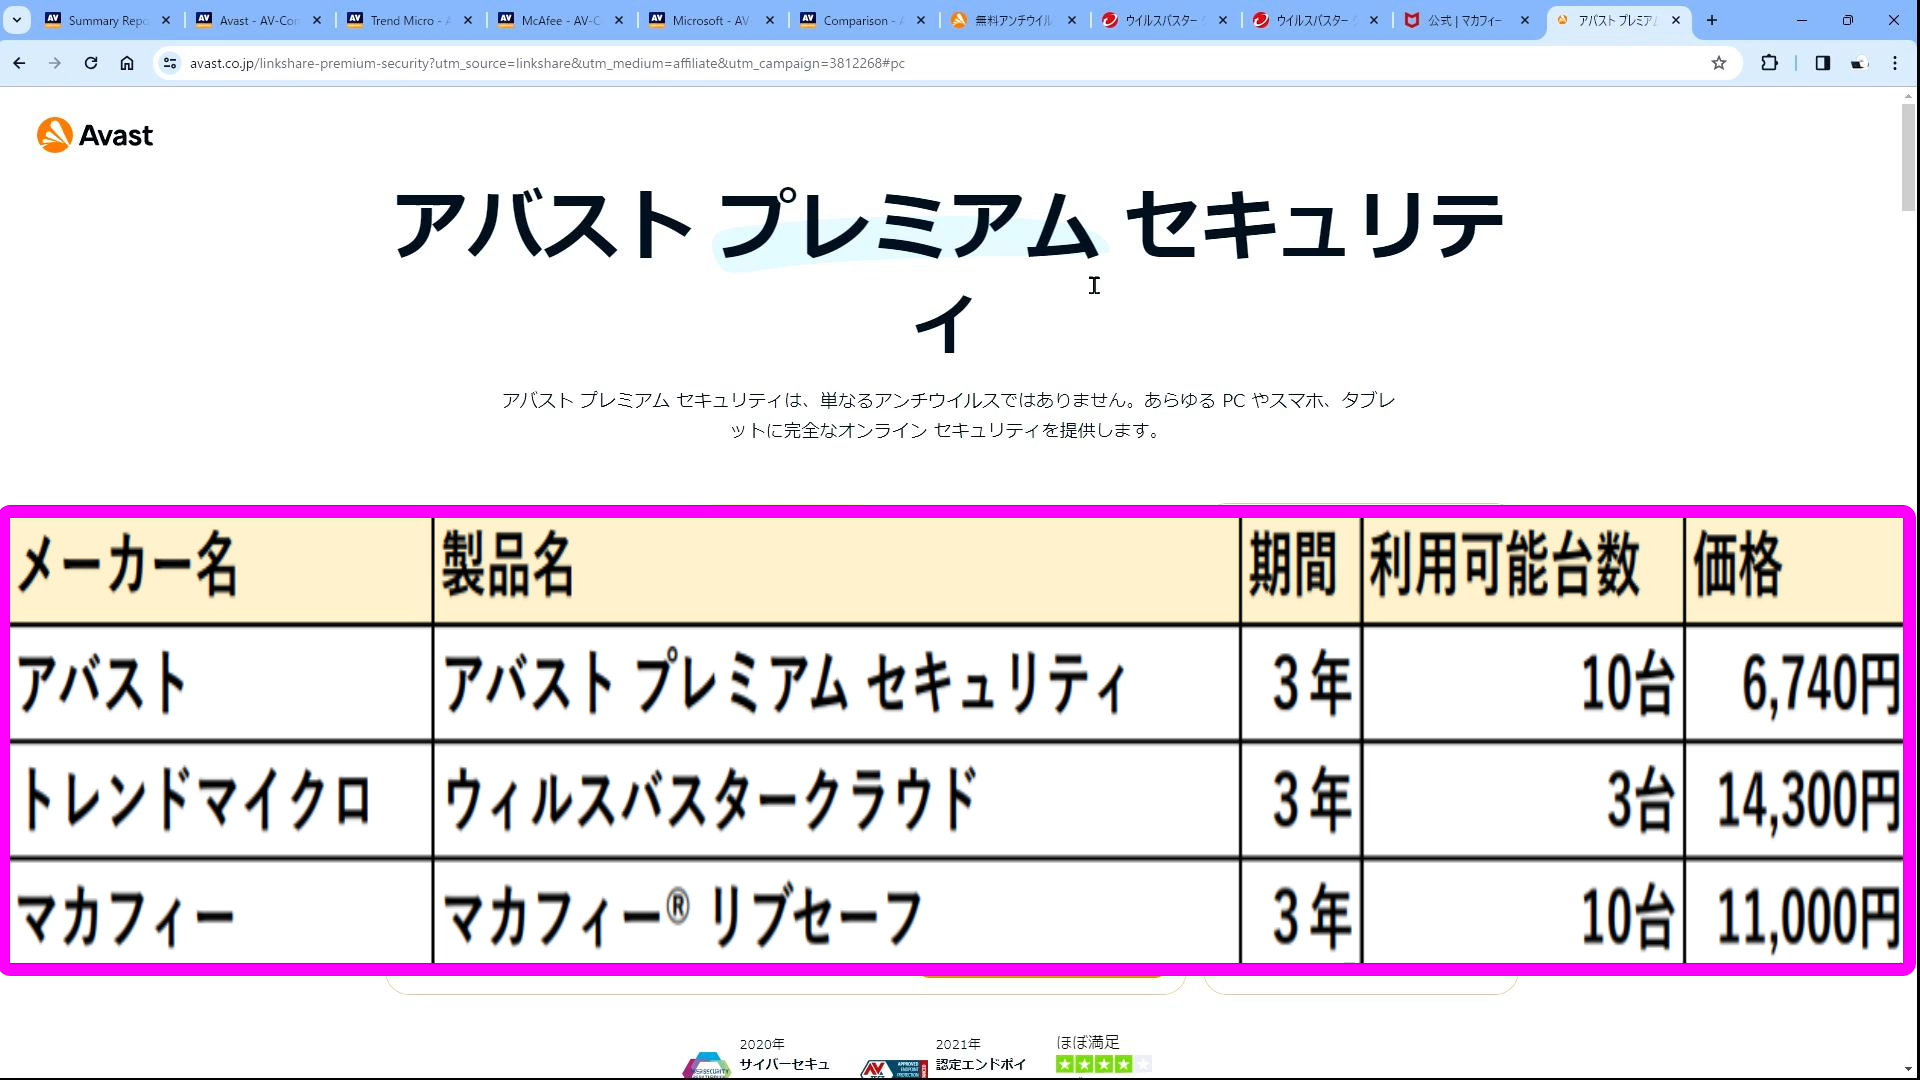 Summary Repo
Avast - AV-Con
Trend Micro - A
McAfee - AV-C
Microsoft - AV
Comparison - A
無料アンチウイル
ウイルスバスター
ウイルスバスター
公式 | マカフィー
アバスト プレミア
avast.co.jp/linkshare-premium-security?utm_source=linkshare&utm_medium=affiliate&utm_campaign=3812268#pc
Avast
アバスト プレミアム セキュリテ
ィ
アバスト プレミアム セキュリティは、単なるアンチウイルスではありません。あらゆる PC やスマホ、タブレ
ットに完全なオンライン セキュリティを提供します。
メーカー名 製品名 期間 利用可能台数 価格
アバスト アバスト プレミアム セキュリティ 3年 10台 6,740円
トレンドマイクロ ウィルスバスタークラウド 3年 3台 14,300円
マカフィー マカフィー® リブセーフ 3年 10台 11,000円
2020年
サイバーセキュ
2021年
認定エンドポイ
ほぼ満足